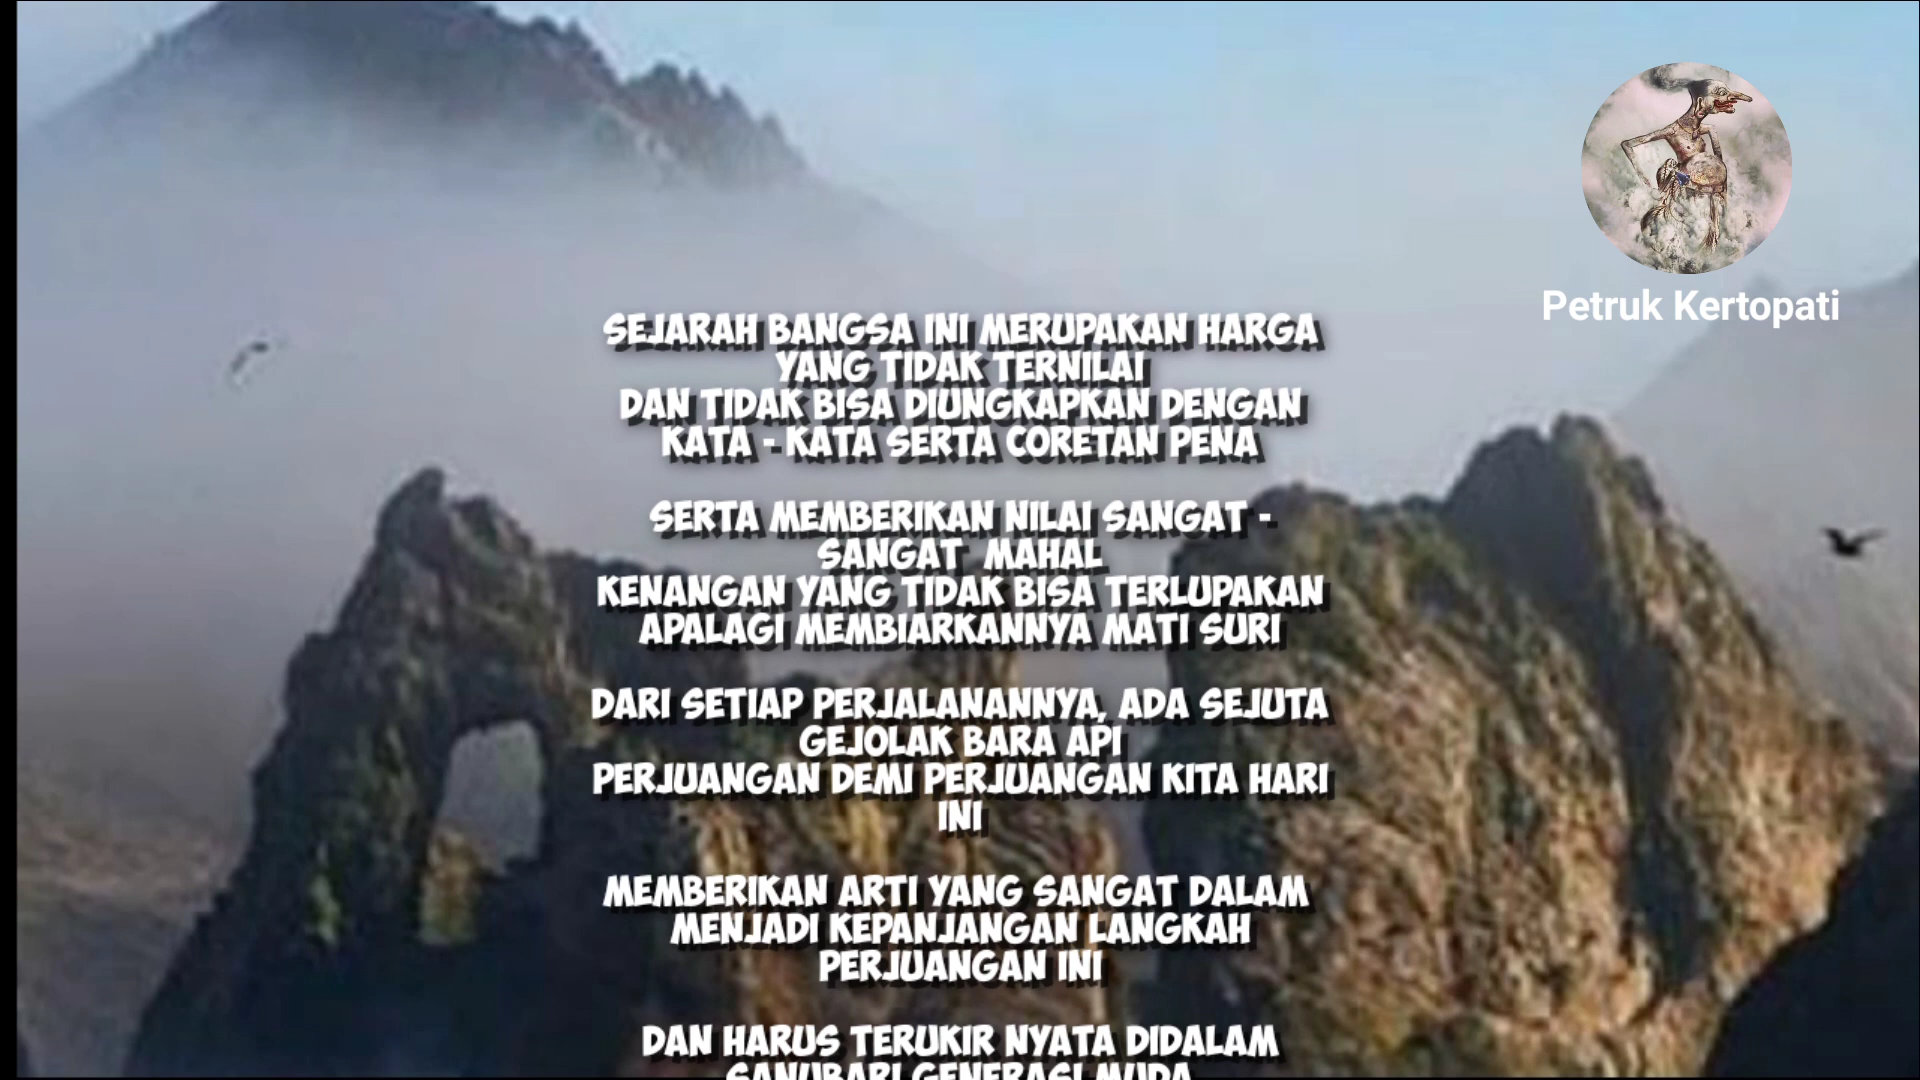 Petruk Kertopati
SEJARAH BANGSA INI MERUPAKAN HARGA
YANG TIDAK TERNILAI
DAN TIDAK BISA DIUNGKAPKAN DENGAN
KATA - KATA SERTA CORETAN PENA
SERTA MEMBERIKAN NILAI SANGAT -
SANGAT MAHAL
KENANGAN YANG TIDAK BISA TERLUPAKAN
APALAGI MEMBIARKANNYA MATI SURI
DARI SETIAP PERJALANANNYA, ADA SEJUTA
GEJOLAK BARA API
PERJUANGAN DEMI PERJUANGAN KITA HARI
INI
MEMBERIKAN ARTI YANG SANGAT DALAM
MENJADI KEPANJANGAN LANGKAH
PERJUANGAN INI
DAN HARUS TERUKIR NYATA DIDALAM
SANUBARI GENERASI MUDA